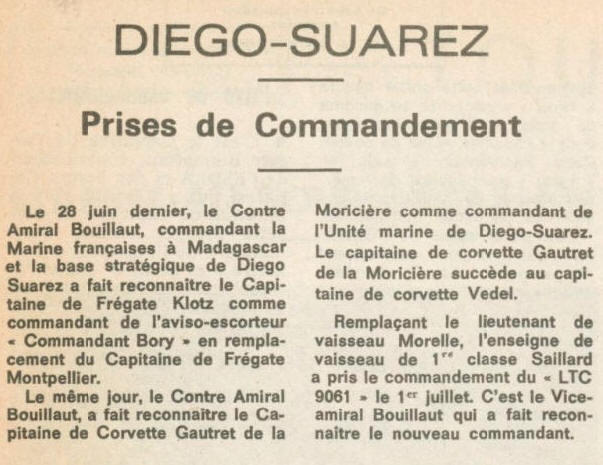 DIEGO-SUAREZ
Prises de Commandement
Le 28 juin dernier, le Contre
Amiral Bouillaut, commandant la
Marine françaises à Madagascar
et la base stratégique de Diego
Suarez a fait reconnaître le Capi-
taine de Frégate Klotz comme
commandant de l'aviso-escorteur
« Commandant Bory » en rempla-
cement du Capitaine de Frégate
Montpellier.
Le même jour, le Contre Amiral
Bouillaut, a fait reconnaître le Ca-
pitaine de Corvette Gautret de la
Moricière comme commandant de
l'Unité marine de Diego-Suarez.
Le capitaine de corvette Gautret
de la Moricière succède au capi-
taine de corvette Vedel.
Remplaçant le lieutenant de
vaisseau Morelle, l'enseigne de
vaisseau de 1re classe Saillard
a pris le commandement du « LTC
9061 » le 1er juillet. C'est le Vice-
amiral Bouillaut qui a fait recon-
naître le nouveau commandant.